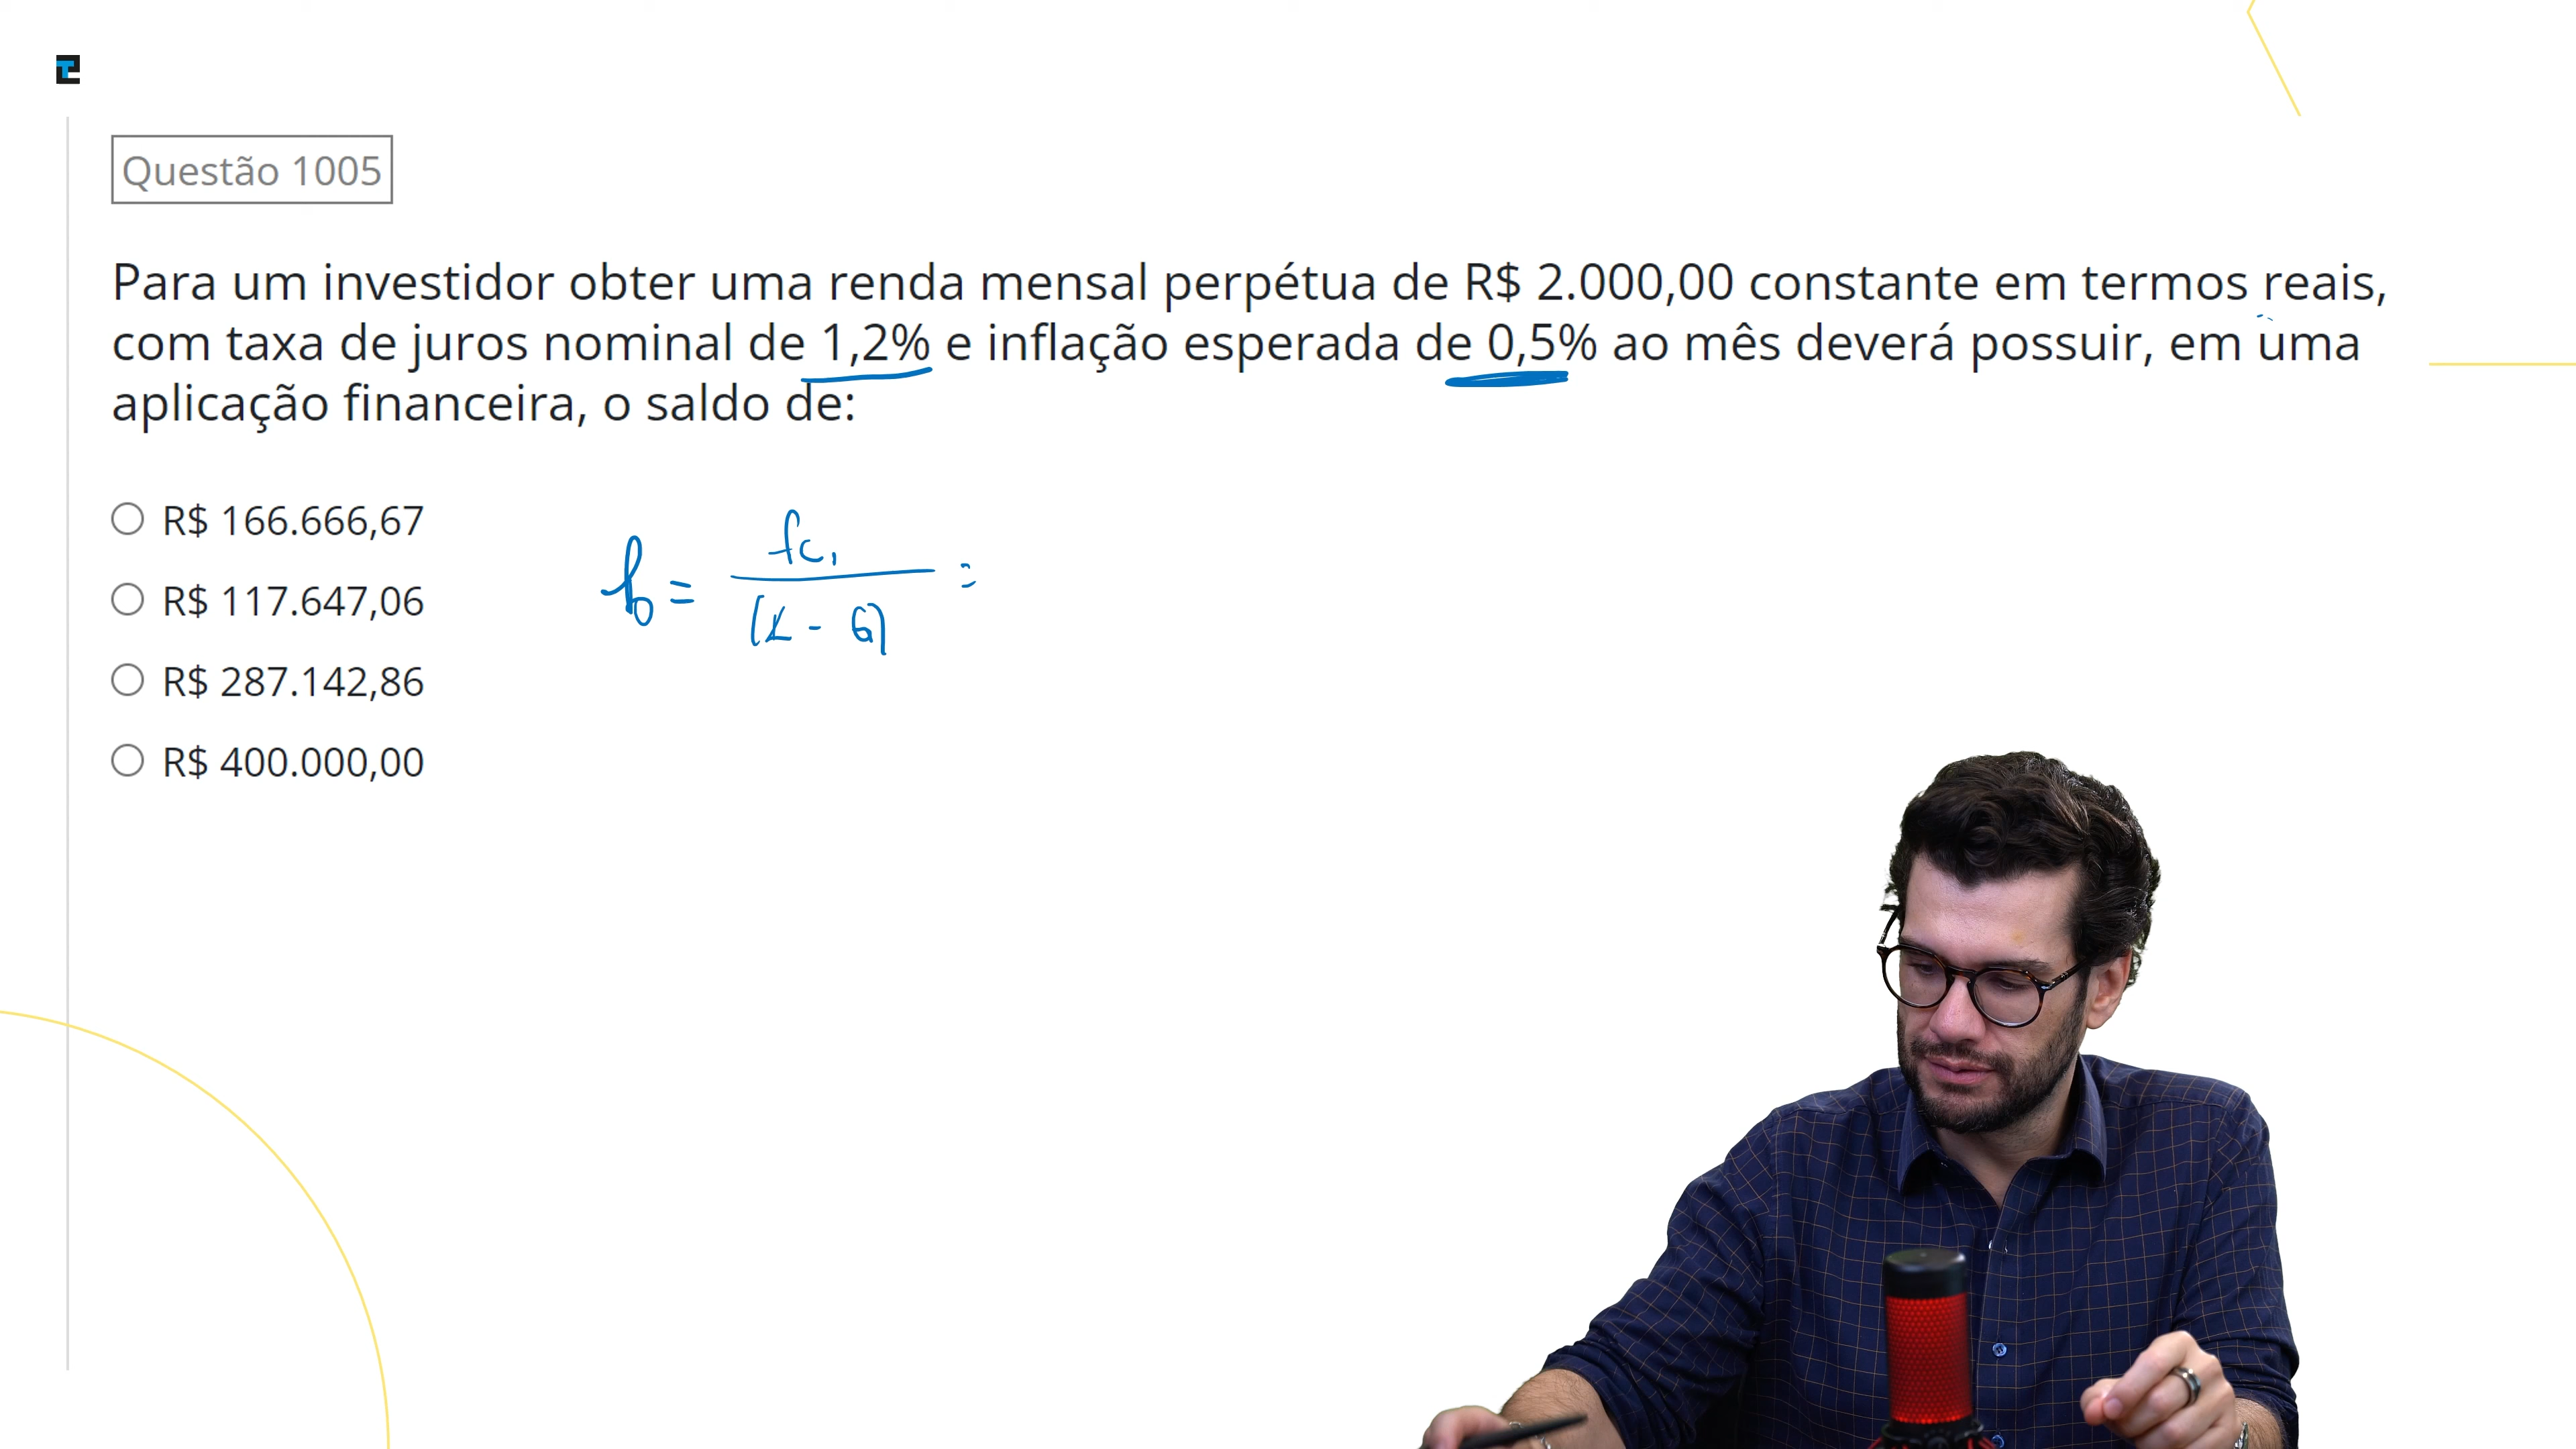 Questão 1005
Para um investidor obter uma renda mensal perpétua de R$ 2.000,00 constante em termos reais,
com taxa de juros nominal de 1,2% e inflação esperada de 0,5% ao mês deverá possuir, em uma
aplicação financeira, o saldo de:
R$ 166.666,67
R$ 117.647,06
R$ 287.142,86
R$ 400.000,00
fc₁
=
=